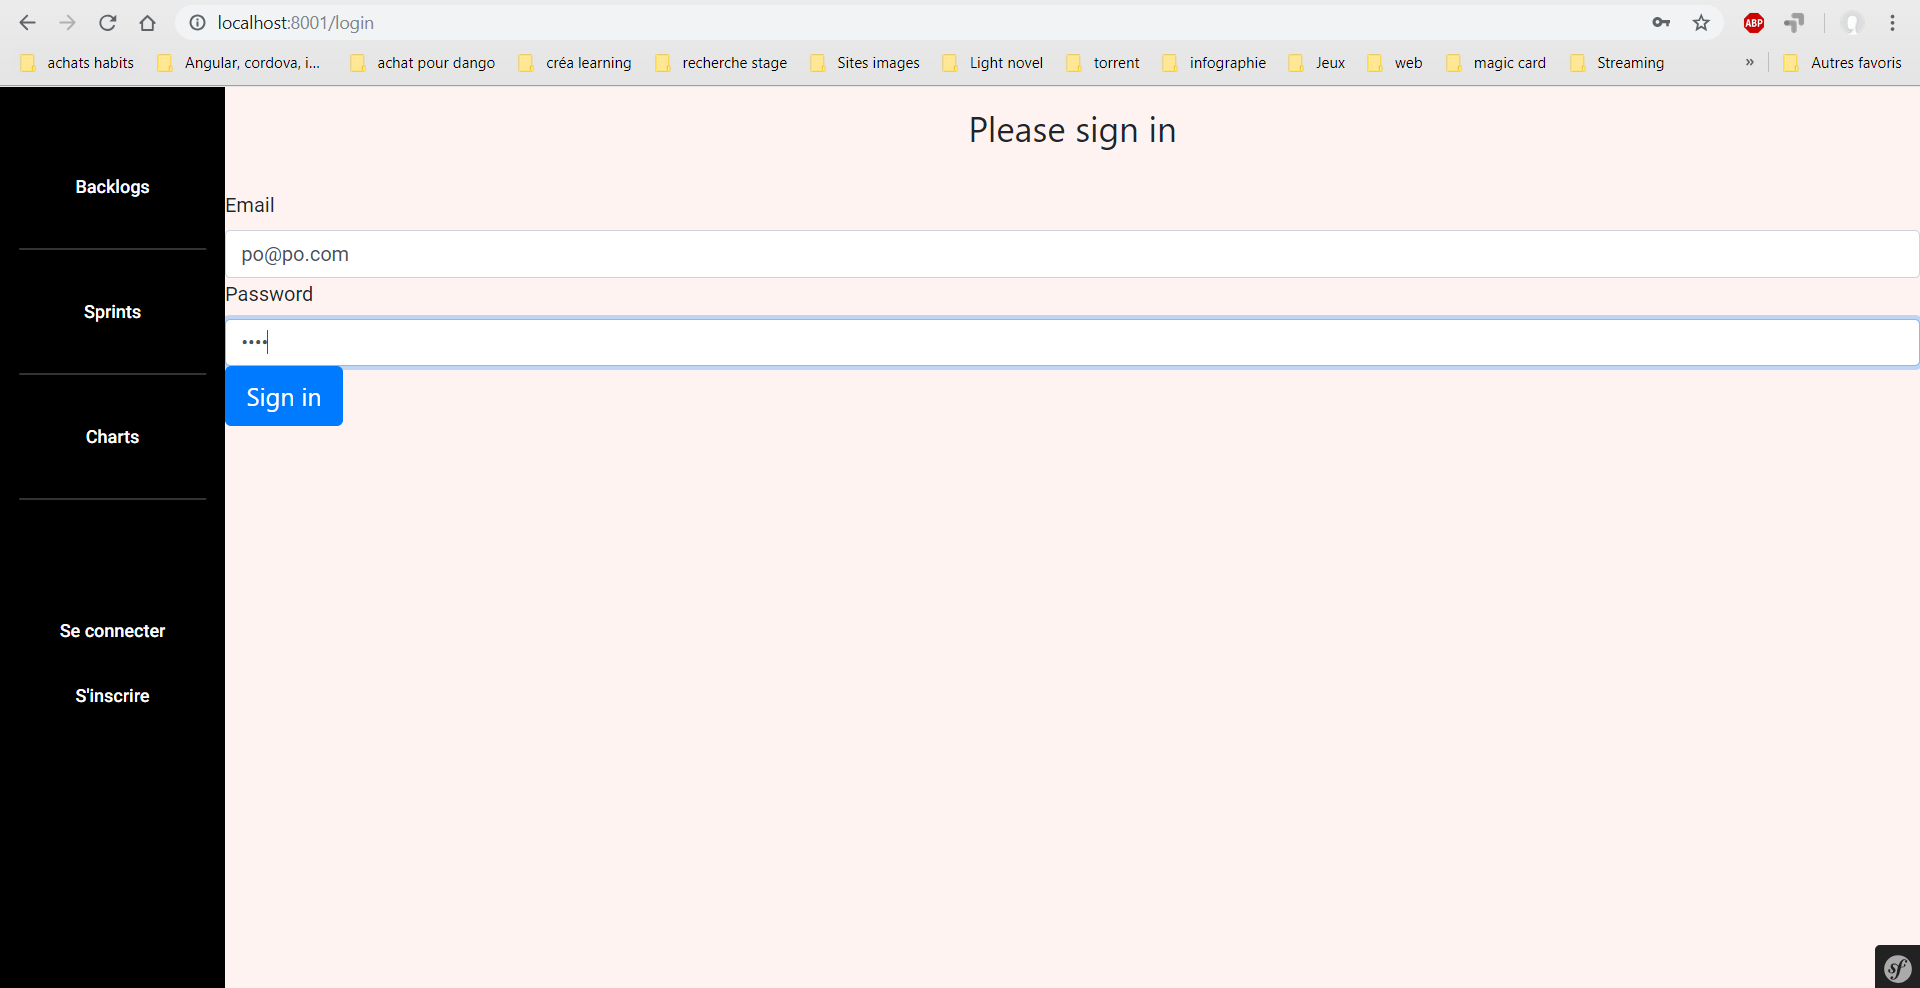 localhost:8001/login
ABP
achats habits Angular, cordova, i... achat pour dango créa learning recherche stage Sites images Light novel torrent infographie Jeux web magic card Streaming » Autres favoris
Please sign in
Backlogs
Email
po@po.com
Password
Sprints
••••
Sign in
Charts
Se connecter
S'inscrire
sf